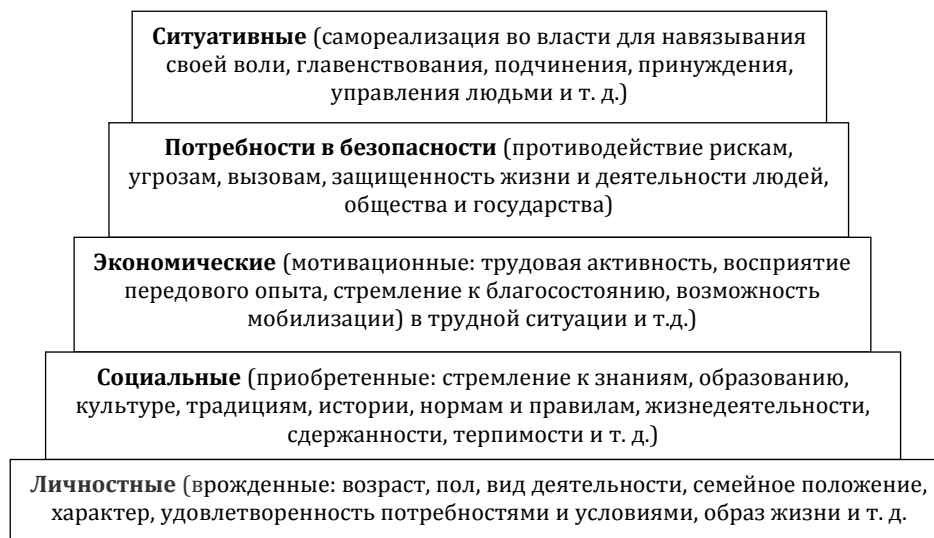 Ситуативные (самореализация во власти для навязывания
своей воли, главенствования, подчинения, принуждения,
управления людьми и т. д.)
Потребности в безопасности (противодействие рискам,
угрозам, вызовам, защищенность жизни и деятельности людей,
общества и государства)
Экономические (мотивационные: трудовая активность, восприятие
передового опыта, стремление к благосостоянию, возможность
мобилизации) в трудной ситуации и т.д.)
Социальные (приобретенные: стремление к знаниям, образованию,
культуре, традициям, истории, нормам и правилам, жизнедеятельности,
сдержанности, терпимости и т. д.)
Личностные (врожденные: возраст, пол, вид деятельности, семейное положение,
характер, удовлетворенность потребностями и условиями, образ жизни и т. д.